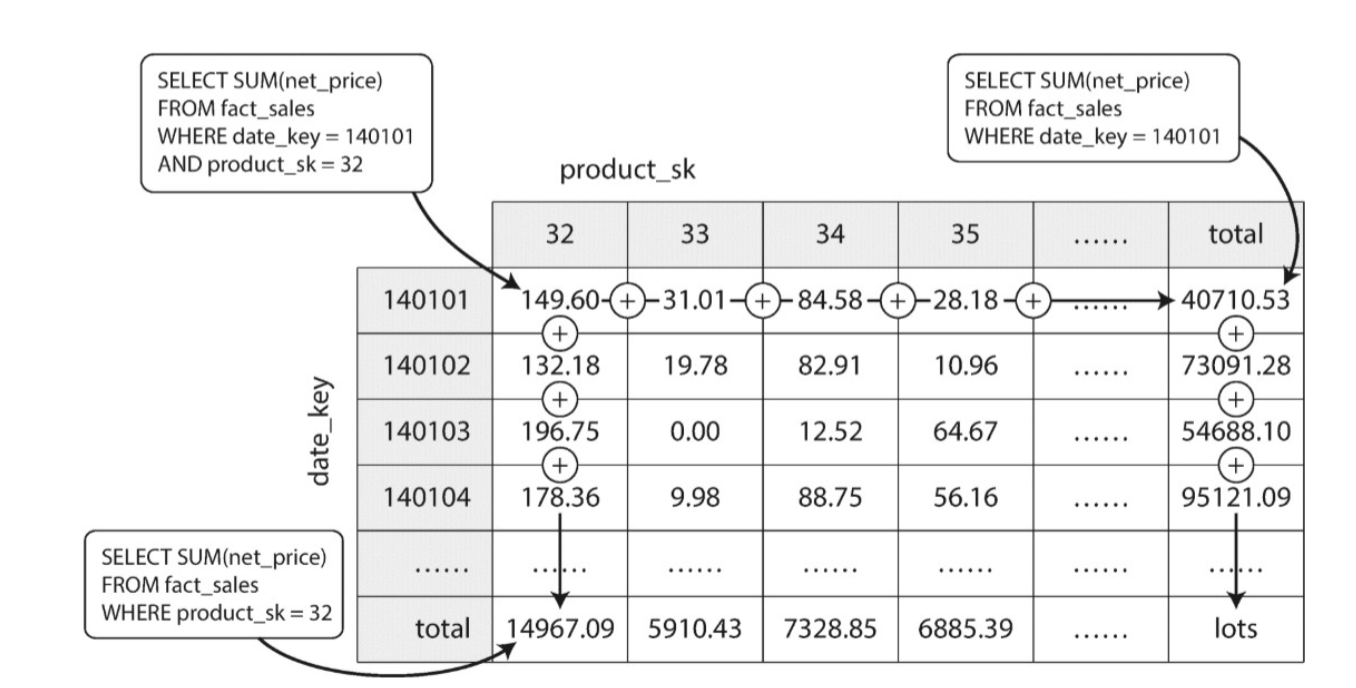 SELECT SUM(net_price)
FROM fact_sales
WHERE date_key = 140101
AND product_sk = 32
SELECT SUM(net_price)
FROM fact_sales
WHERE date_key = 140101
product_sk
32 33 34 35 ...... total
140101 149.60 + 31.01 + 84.58 + 28.18 + ...... 40710.53
+ +
140102 132.18 19.78 82.91 10.96 ...... 73091.28
+ +
date_key
140103 196.75 0.00 12.52 64.67 ...... 54688.10
+ +
140104 178.36 9.98 88.75 56.16 ...... 95121.09
...... ...... ...... ...... ...... ...... ......
SELECT SUM(net_price)
FROM fact_sales
WHERE product_sk = 32
total 14967.09 5910.43 7328.85 6885.39 ...... lots